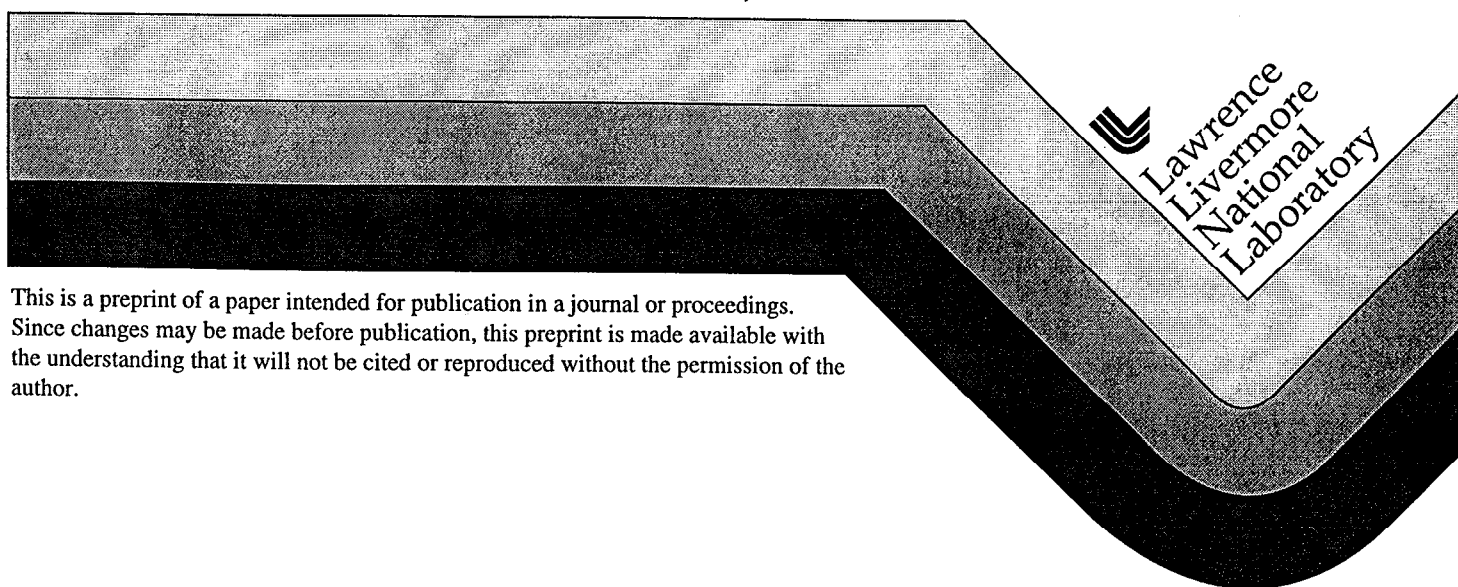 Lawrence
Livermore
National
Laboratory
This is a preprint of a paper intended for publication in a journal or proceedings.
Since changes may be made before publication, this preprint is made available with
the understanding that it will not be cited or reproduced without the permission of the
author.